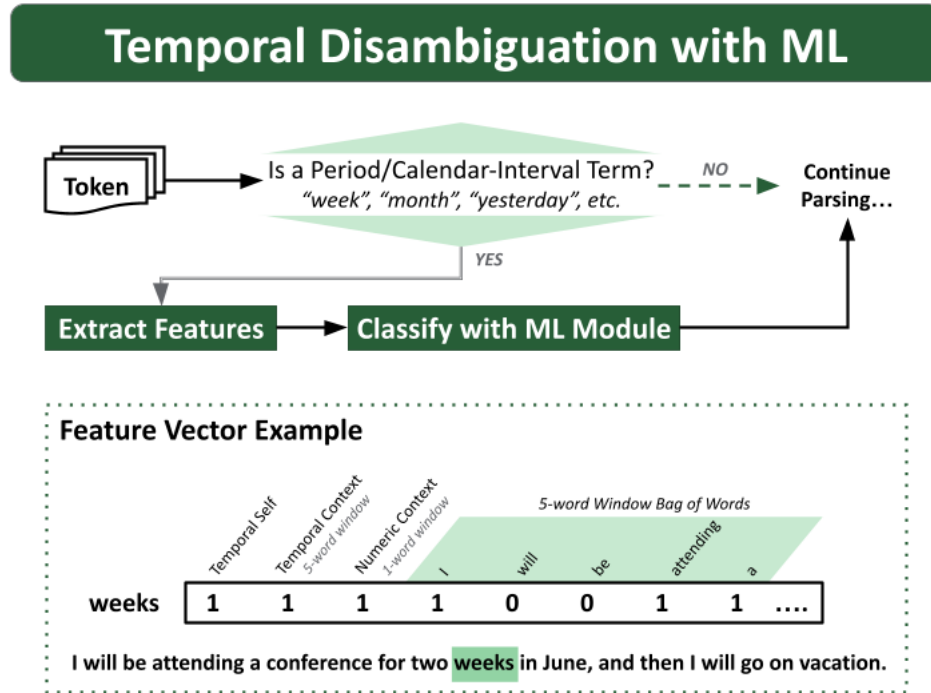 Temporal Disambiguation with ML
Token
Is a Period/Calendar-Interval Term?
“week”, “month”, “yesterday”, etc.
NO
Continue
Parsing…
YES
Extract Features
Classify with ML Module
Feature Vector Example
Temporal Self
Temporal Context
5-word window
Numeric Context
1-word window
5-word Window Bag of Words
I
will
be
attending
a
weeks 1 1 1 1 0 0 1 1 ....
I will be attending a conference for two weeks in June, and then I will go on vacation.